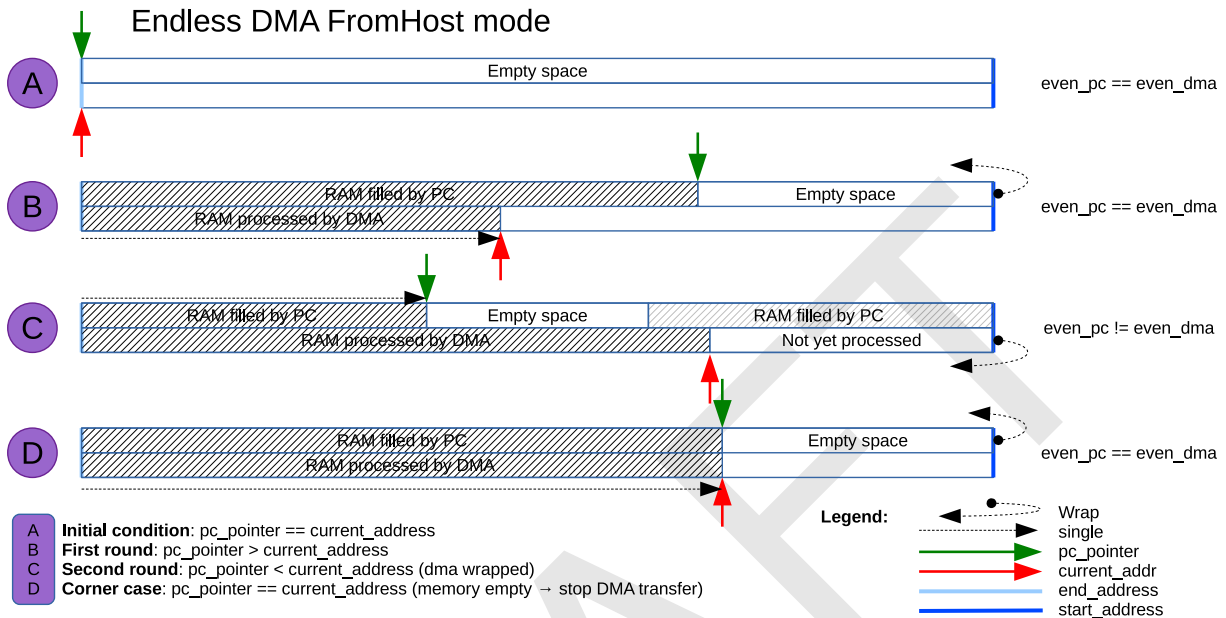 Endless DMA FromHost mode
A
Empty space
even_pc == even_dma
B
RAM filled by PC
Empty space
RAM processed by DMA
even_pc == even_dma
C
RAM filled by PC
Empty space
RAM filled by PC
RAM processed by DMA
Not yet processed
even_pc != even_dma
D
RAM filled by PC
Empty space
RAM processed by DMA
even_pc == even_dma
A Initial condition: pc_pointer == current_address
B First round: pc_pointer > current_address
C Second round: pc_pointer < current_address (dma wrapped)
D Corner case: pc_pointer == current_address (memory empty → stop DMA transfer)
Legend:
Wrap
single
pc_pointer
current_addr
end_address
start_address